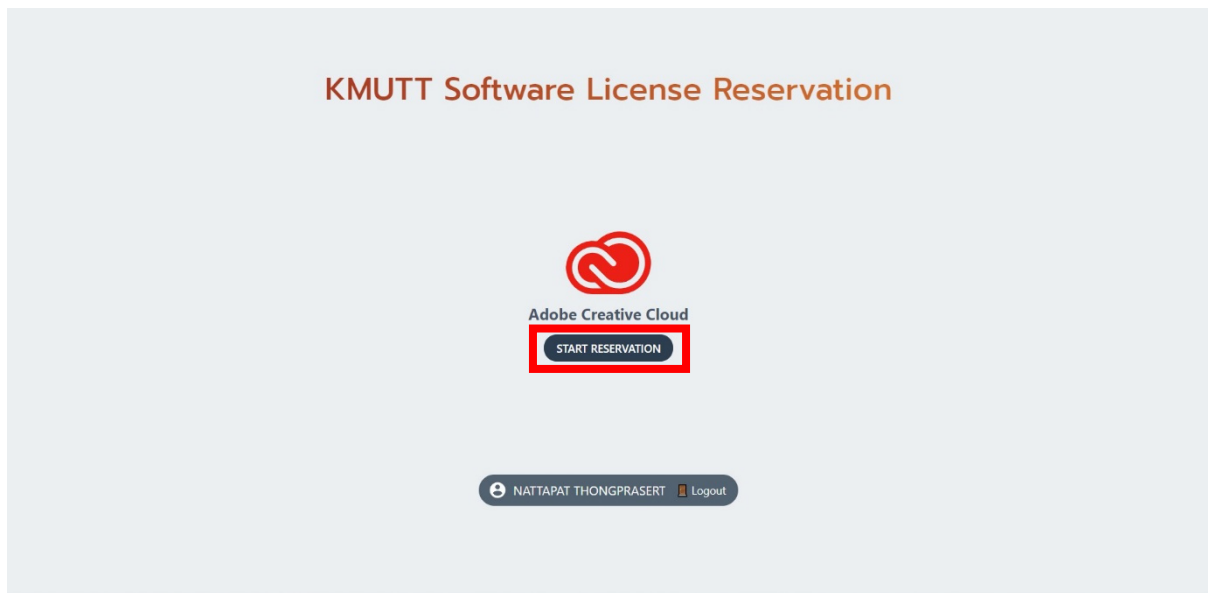 KMUTT Software License Reservation
Adobe Creative Cloud
START RESERVATION
NATTAPAT THONGPRASERT Logout